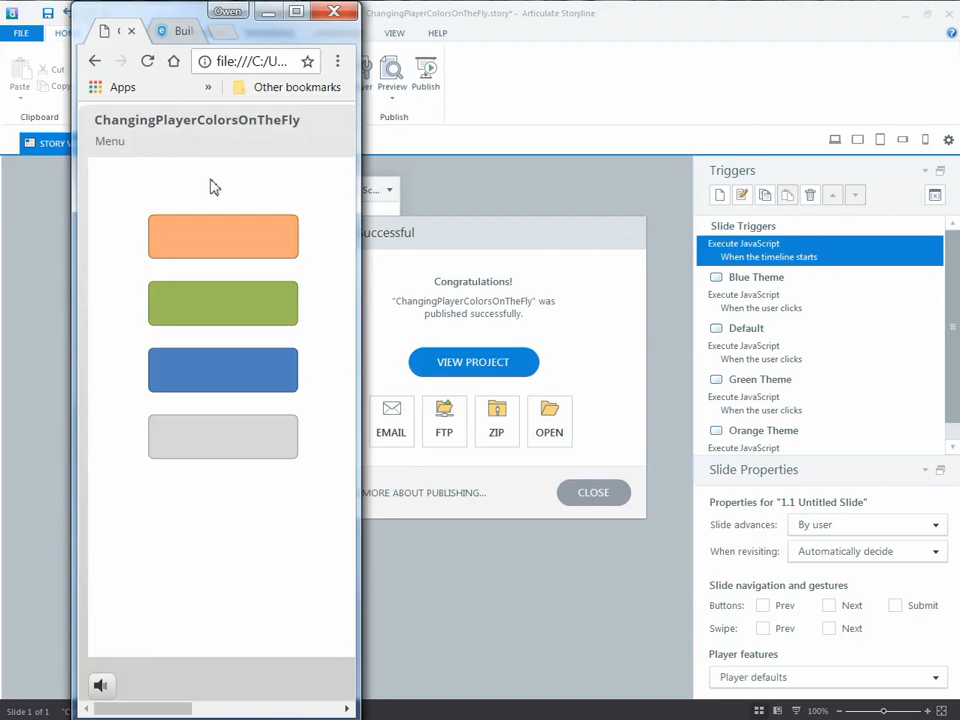 Owen
ChangingPlayerColorsOnTheFly.story* - Articulate Storyline
FILE
VIEW
HELP
Bui
file:///C:/U...
Apps
»
Other bookmarks
Paste
Cut
Copy
Clipboard
Preview
Publish
Publish
ChangingPlayerColorsOnTheFly
Menu
STORY V
Sc...
uccessful
Congratulations!
"ChangingPlayerColorsOnTheFly" was
published successfully.
VIEW PROJECT
EMAIL
FTP
ZIP
OPEN
MORE ABOUT PUBLISHING...
CLOSE
Triggers
Slide Triggers
Execute JavaScript
When the timeline starts
Blue Theme
Execute JavaScript
When the user clicks
Default
Execute JavaScript
When the user clicks
Green Theme
Execute JavaScript
When the user clicks
Orange Theme
Execute JavaScript
Slide Properties
Properties for "1.1 Untitled Slide"
Slide advances:
By user
When revisiting:
Automatically decide
Slide navigation and gestures
Buttons:
Prev
Next
Submit
Swipe:
Prev
Next
Player features
Player defaults
Slide 1 of 1
100%